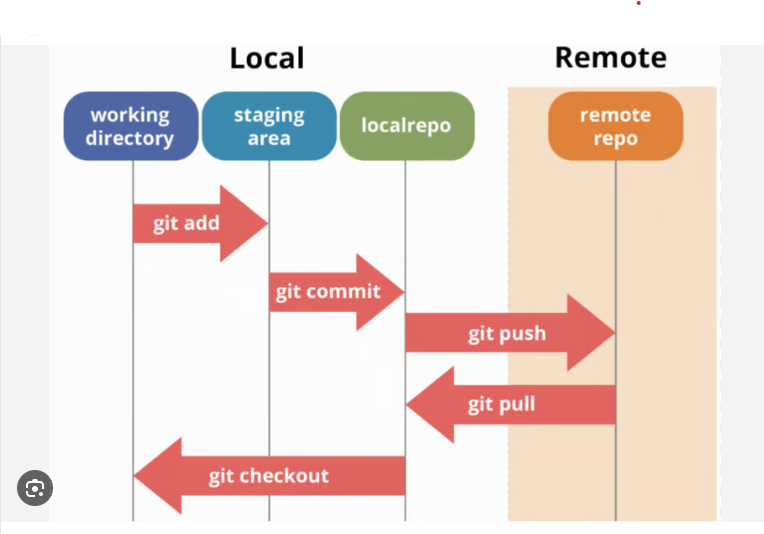 Local
Remote
working
directory
staging
area
localrepo
remote
repo
git add
git commit
git push
git pull
git checkout